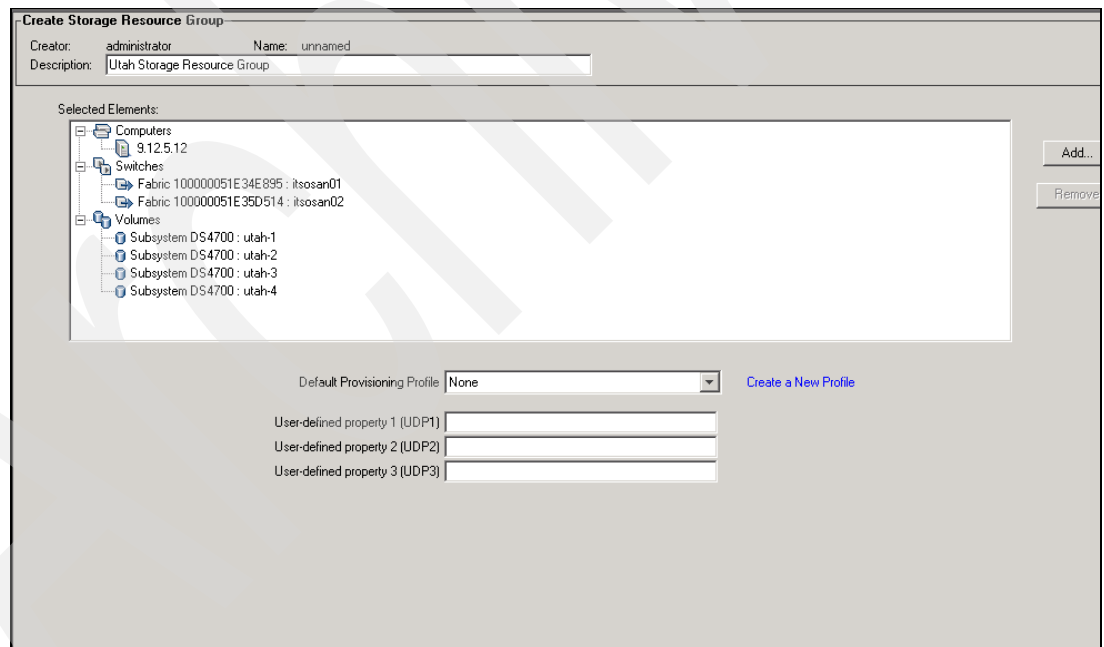 Create Storage Resource Group
Creator: administrator Name: unnamed
Description: Utah Storage Resource Group
Selected Elements:
Computers
9.12.5.12
Switches
Fabric 100000051E34E895 : itsosan01
Fabric 100000051E35D514 : itsosan02
Volumes
Subsystem DS4700 : utah-1
Subsystem DS4700 : utah-2
Subsystem DS4700 : utah-3
Subsystem DS4700 : utah-4
Add...
Remove
Default Provisioning Profile None Create a New Profile
User-defined property 1 (UDP1)
User-defined property 2 (UDP2)
User-defined property 3 (UDP3)